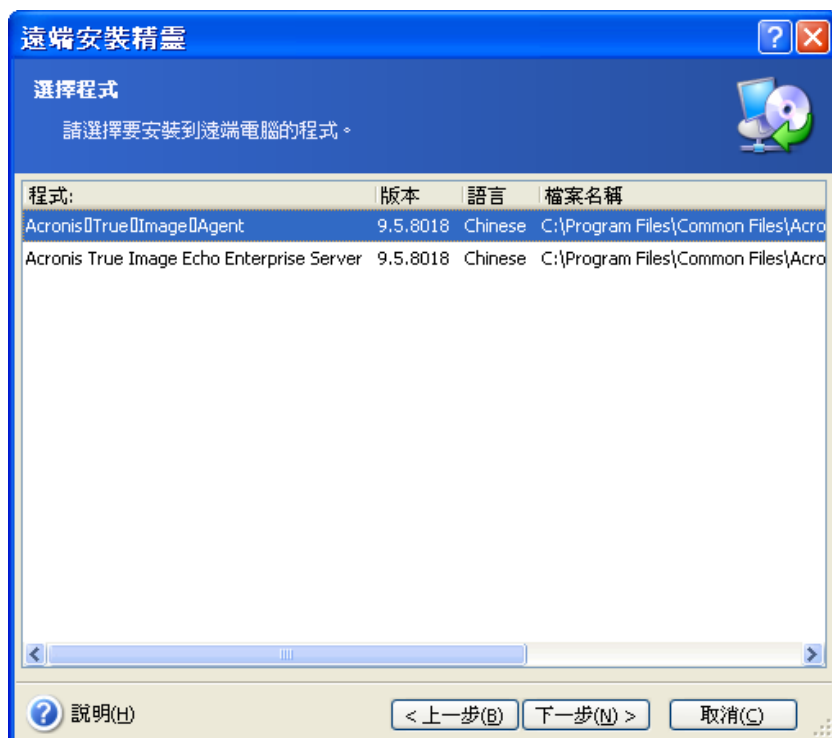 遠端安裝精靈
選擇程式
請選擇要安裝到遠端電腦的程式。
程式: 版本 語言 檔案名稱
Acronis▯True▯Image▯Agent 9.5.8018 Chinese C:\Program Files\Common Files\Acro
Acronis True Image Echo Enterprise Server 9.5.8018 Chinese C:\Program Files\Common Files\Acro
說明(H) < 上一步(B) 下一步(N) > 取消(C)